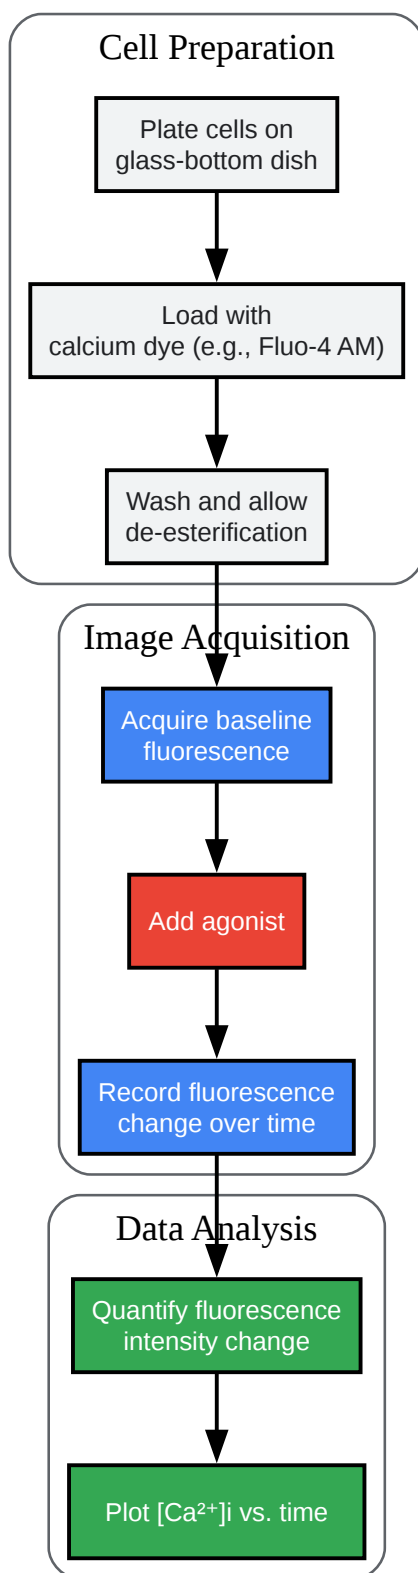 Cell Preparation
Plate cells on
glass-bottom dish
Load with
calcium dye (e.g., Fluo-4 AM)
Wash and allow
de-esterification
Image Acquisition
Acquire baseline
fluorescence
Add agonist
Record fluorescence
change over time
Data Analysis
Quantify fluorescence
intensity change
Plot [Ca²⁺]i vs. time